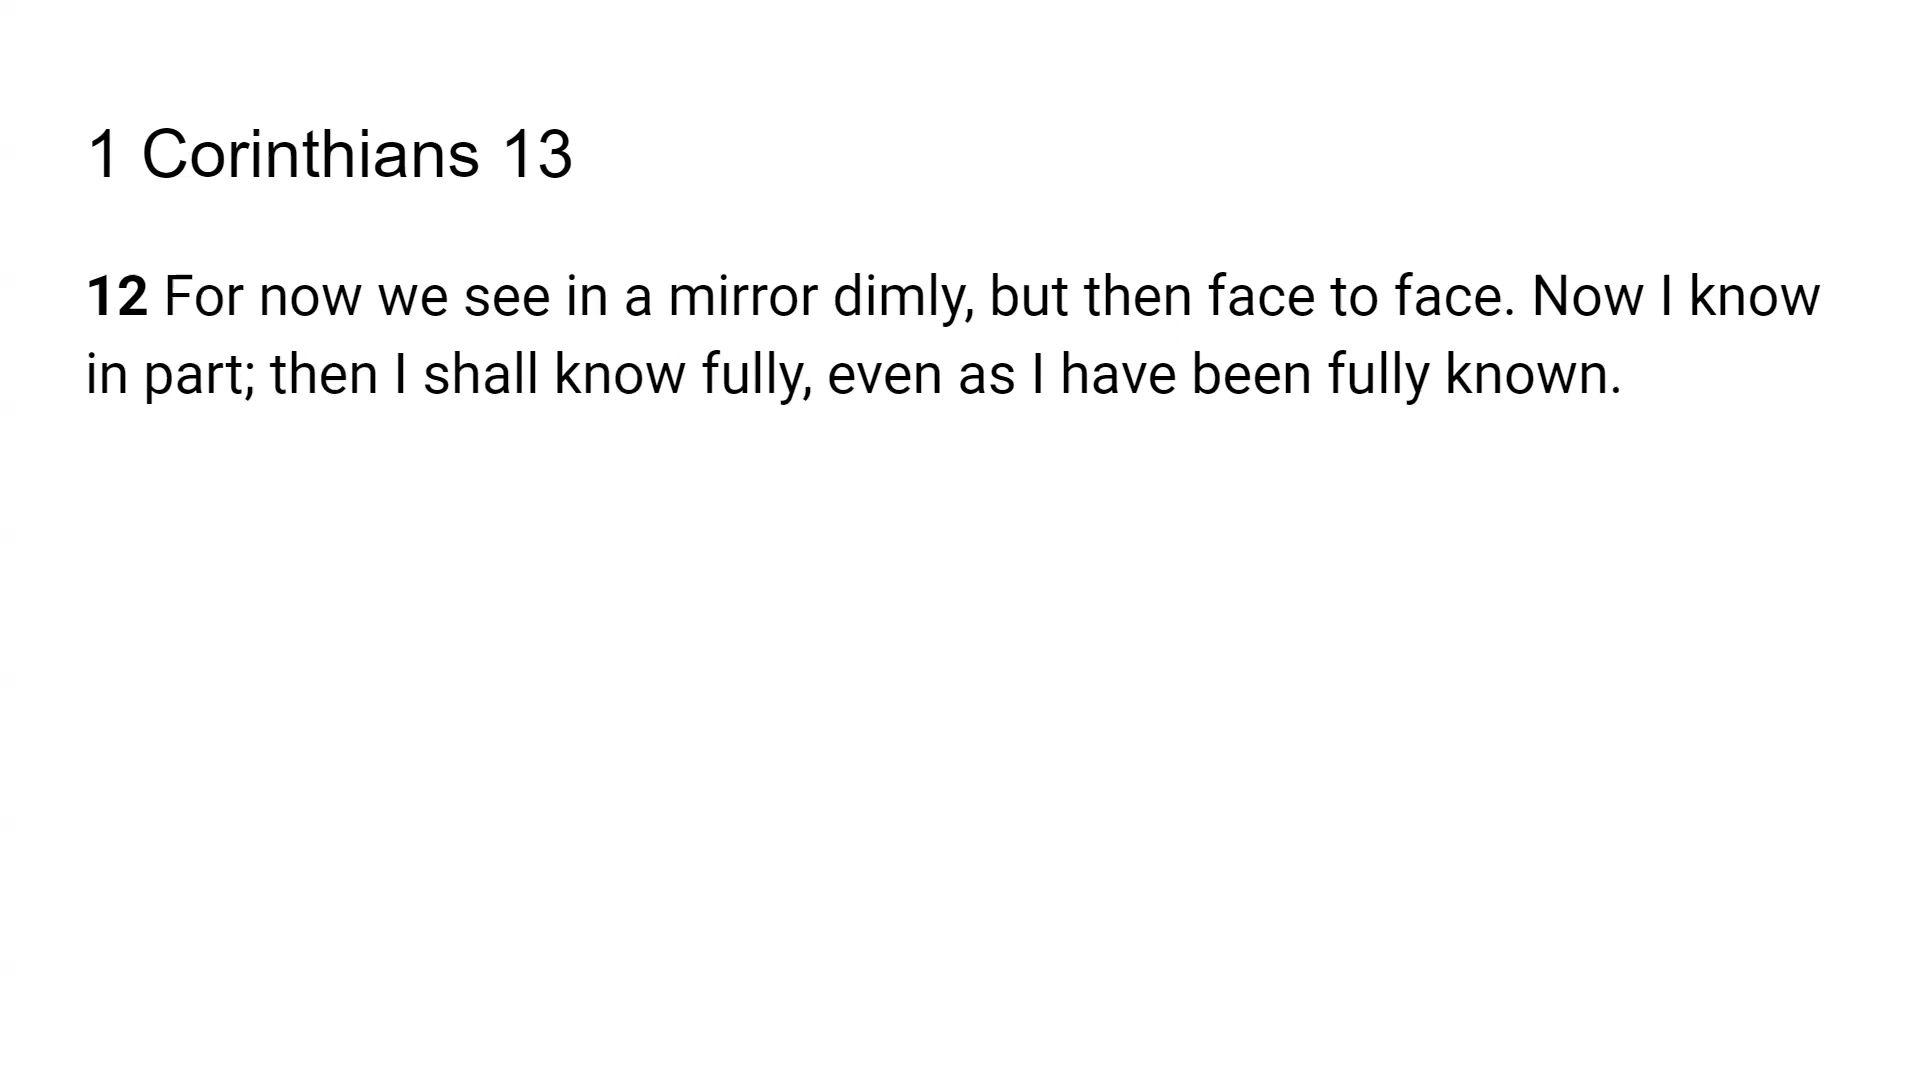 1 Corinthians 13
12 For now we see in a mirror dimly, but then face to face. Now I know
in part; then I shall know fully, even as I have been fully known.